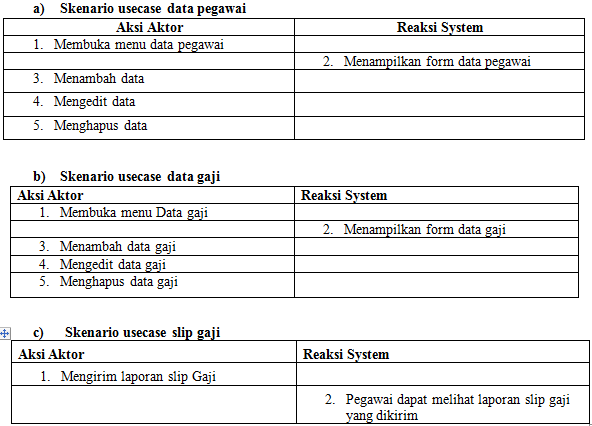 a) Skenario usecase data pegawai
Aksi Aktor Reaksi System
1. Membuka menu data pegawai
2. Menampilkan form data pegawai
3. Menambah data
4. Mengedit data
5. Menghapus data
b) Skenario usecase data gaji
Aksi Aktor Reaksi System
1. Membuka menu Data gaji
2. Menampilkan form data gaji
3. Menambah data gaji
4. Mengedit data gaji
5. Menghapus data gaji
c) Skenario usecase slip gaji
Aksi Aktor Reaksi System
1. Mengirim laporan slip Gaji
2. Pegawai dapat melihat laporan slip gaji
yang dikirim